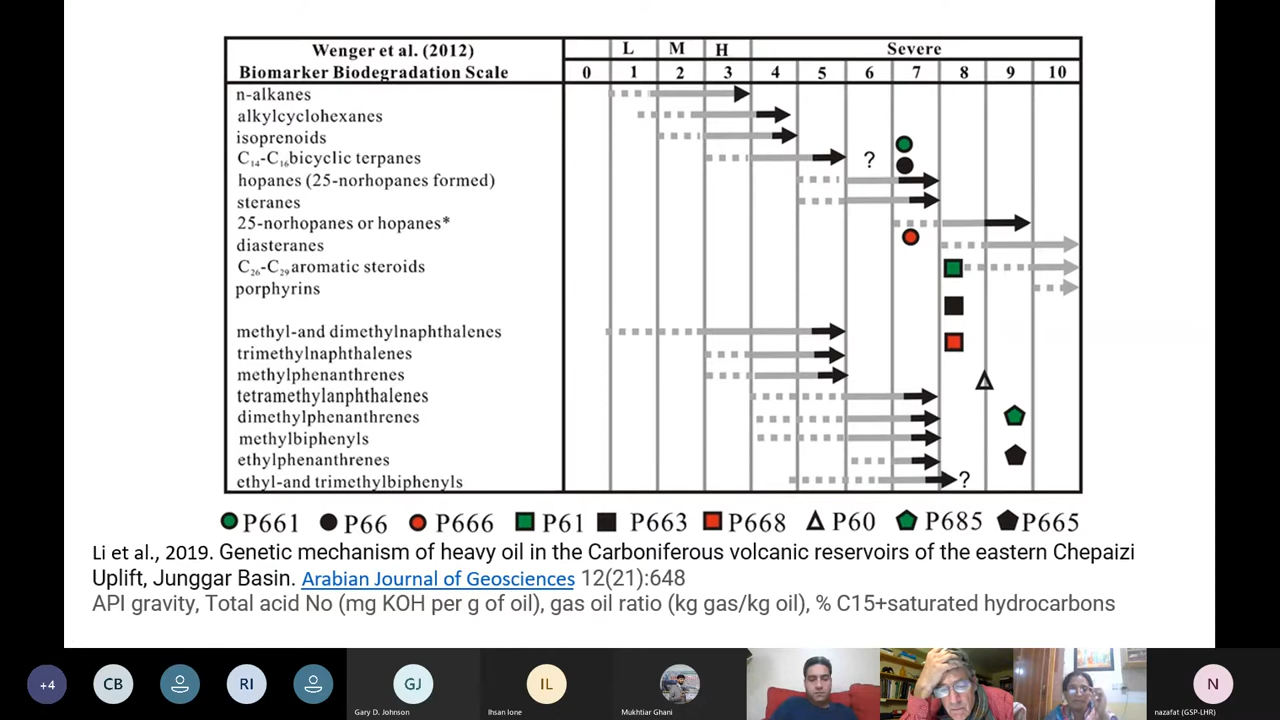 Wenger et al. (2012)
Biomarker Biodegradation Scale
L M H Severe
0 1 2 3 4 5 6 7 8 9 10
n-alkanes
alkylcyclohexanes
isoprenoids
C₁₄-C₁₆bicyclic terpanes ?
hopanes (25-norhopanes formed)
steranes
25-norhopanes or hopanes*
diasteranes
C₂₆-C₂₉aromatic steroids
porphyrins
methyl-and dimethylnaphthalenes
trimethylnaphthalenes
methylphenanthrenes
tetramethylanphthalenes
dimethylphenanthrenes
methylbiphenyls
ethylphenanthrenes
ethyl-and trimethylbiphenyls ?
P661 P66 P666 P61 P663 P668 P60 P685 P665
Li et al., 2019. Genetic mechanism of heavy oil in the Carboniferous volcanic reservoirs of the eastern Chepaizi
Uplift, Junggar Basin. Arabian Journal of Geosciences 12(21):648
API gravity, Total acid No (mg KOH per g of oil), gas oil ratio (kg gas/kg oil), % C15+saturated hydrocarbons
+4 CB RI GJ IL N
Gary D. Johnson Ihsan Ione Mukhtiar Ghani nazafat (GSP-LHR)